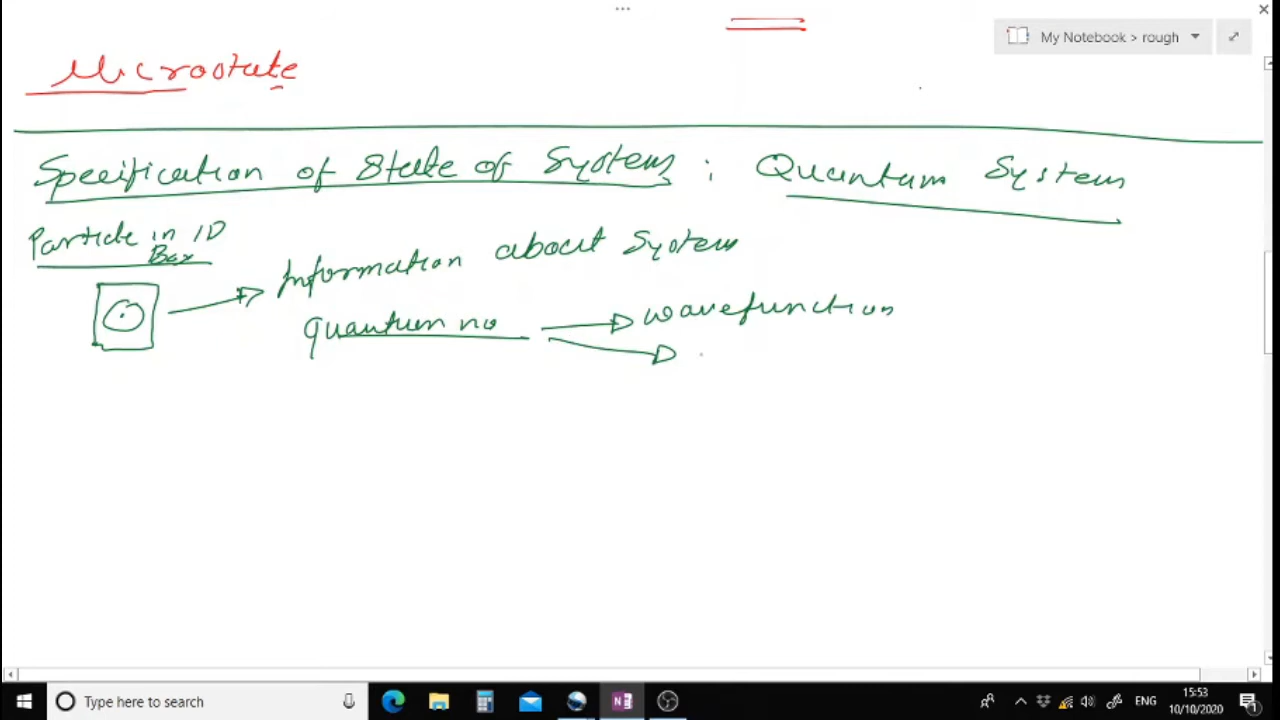 ...
My Notebook > rough
Microstate
Specification of State of System : Quantum System
Particle in 1D
Box
Information about System
quantum no
wavefunction
Type here to search
N
ENG
15:53
10/10/2020
1